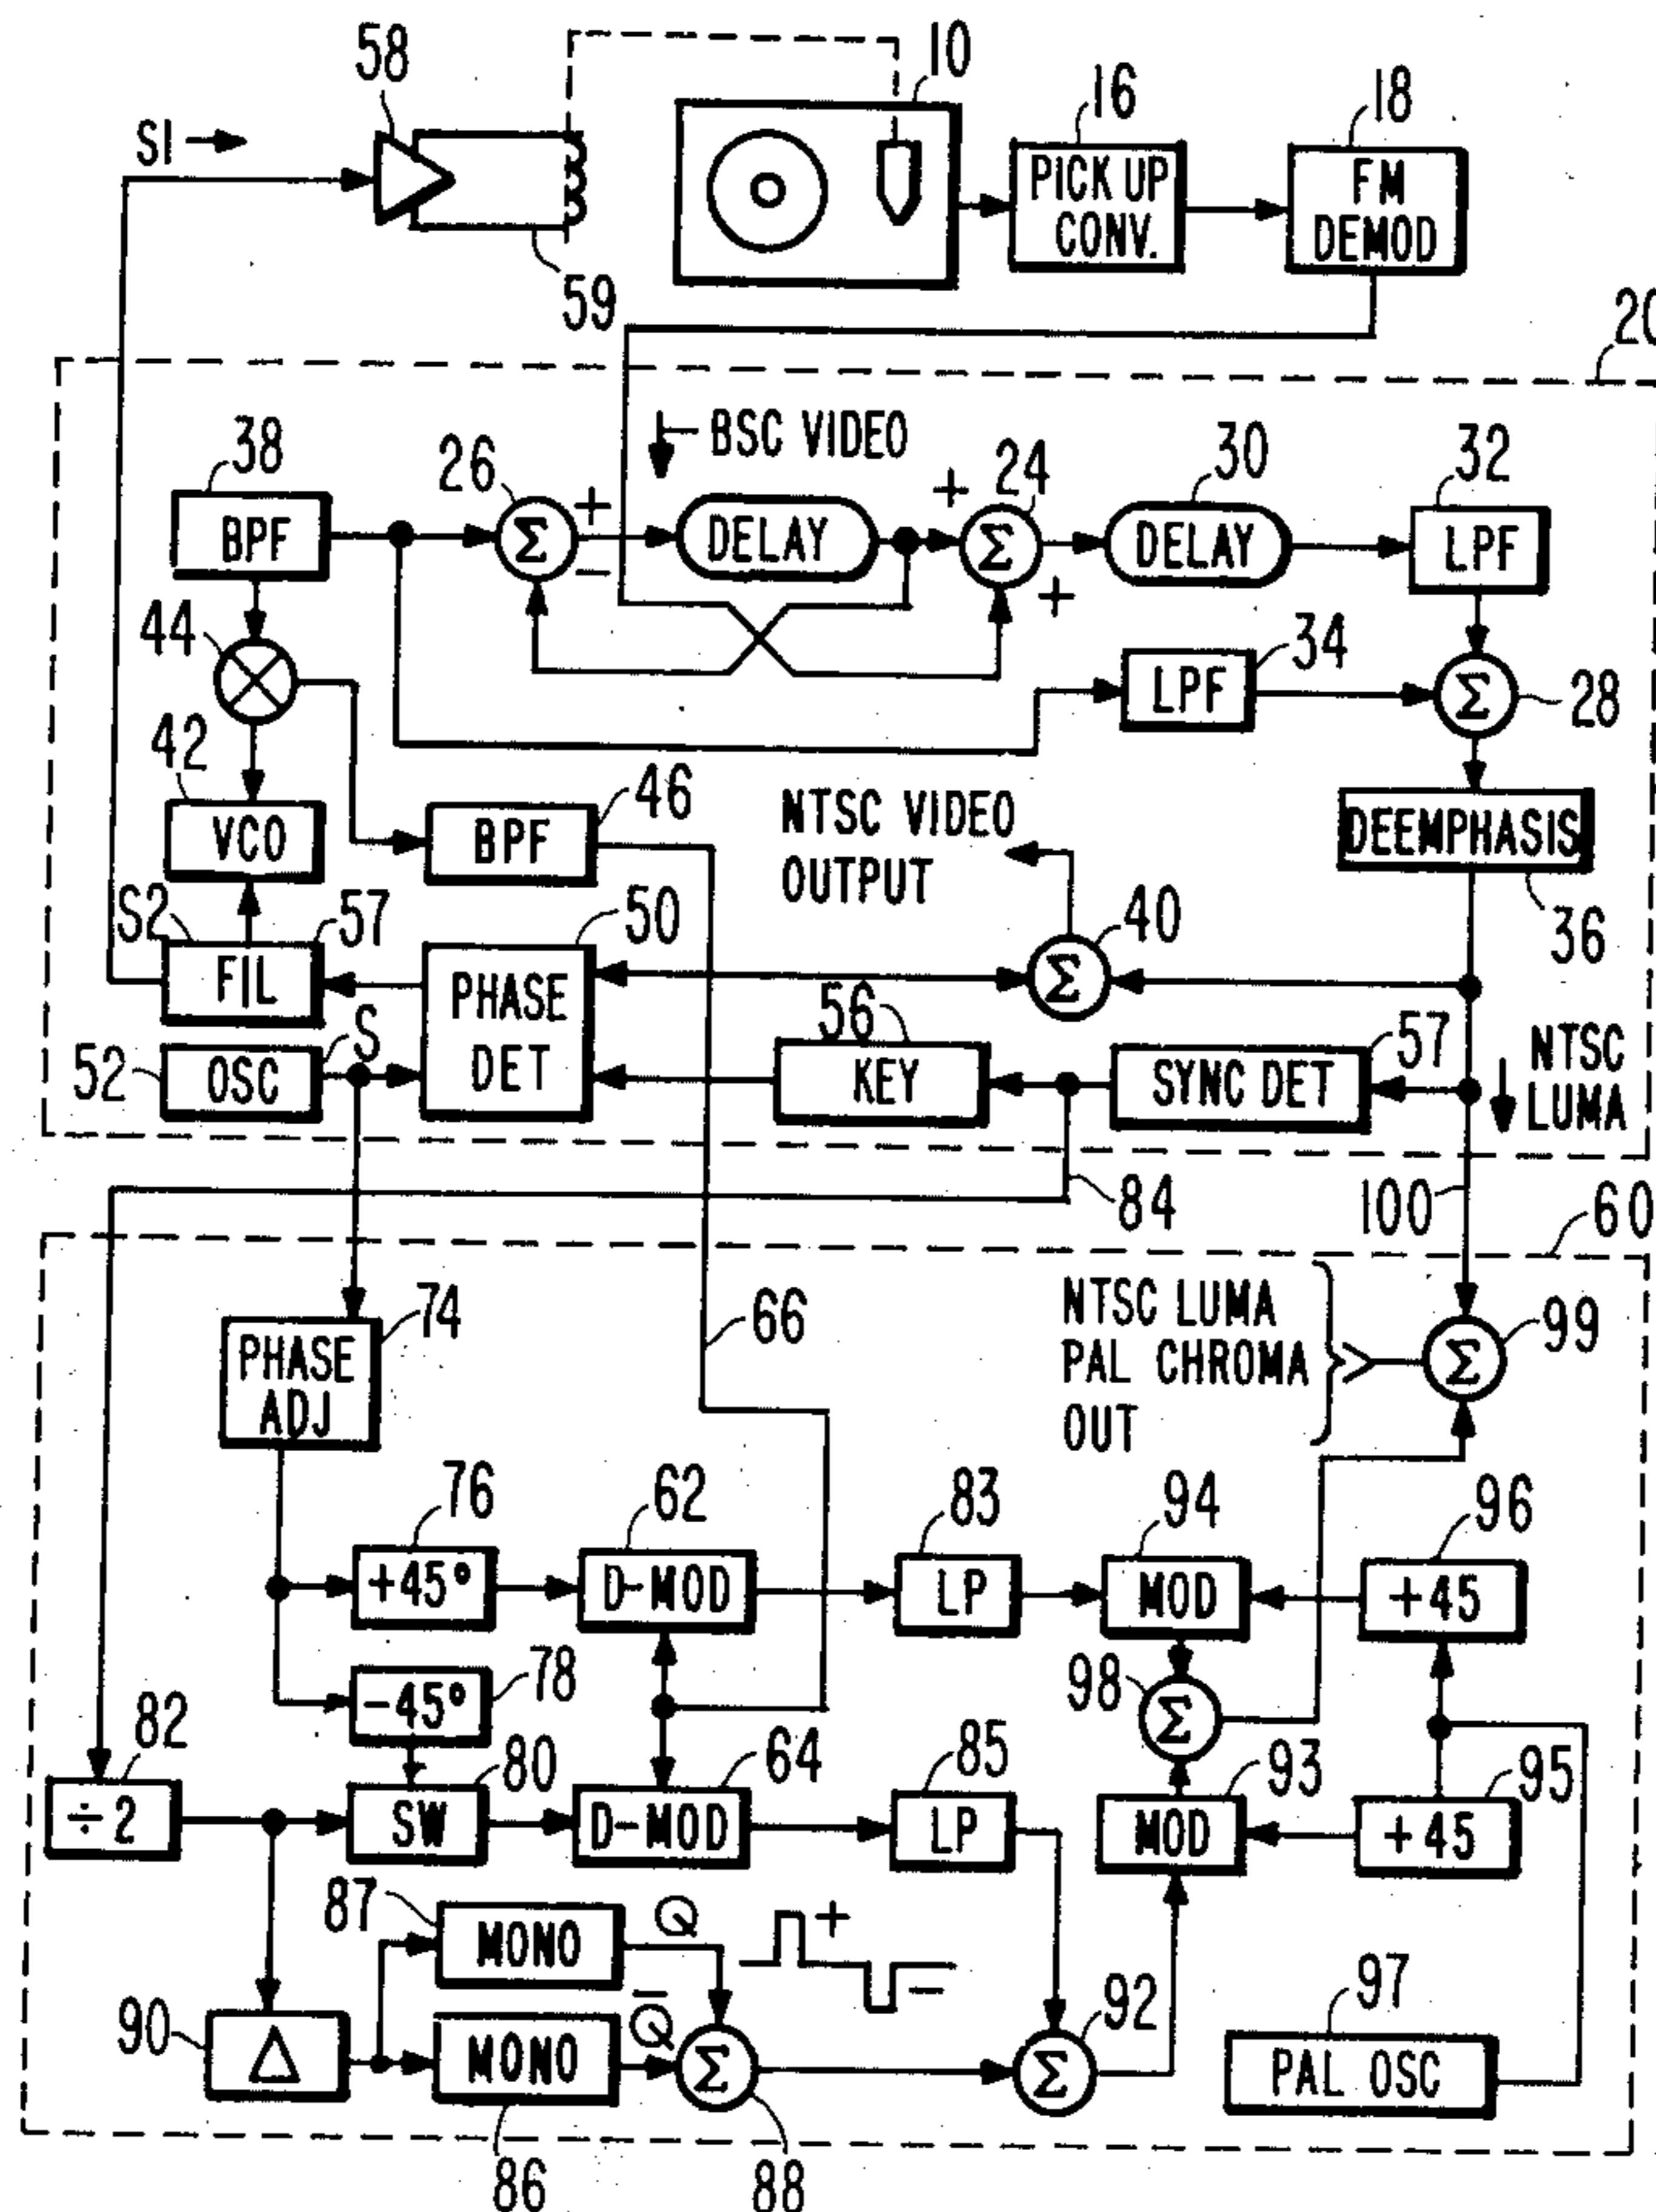 58
10
16
18
S1
PICK UP
CONV.
FM
DEMOD
59
20
BSC VIDEO
38
26
24
30
32
BPF
Σ
+
−
DELAY
+
Σ
+
DELAY
LPF
44
34
LPF
Σ
28
42
VCO
46
BPF
NTSC VIDEO
OUTPUT
DEEMPHASIS
36
S2
57
FIL
50
PHASE
DET
40
Σ
56
KEY
57
SYNC DET
NTSC
LUMA
52
OSC
S
84
100
60
74
PHASE
ADJ
66
NTSC LUMA
PAL CHROMA
OUT
99
Σ
76
+45°
62
D-MOD
83
LP
94
MOD
96
+45
78
-45°
98
Σ
82
÷2
80
SW
64
D-MOD
85
LP
93
MOD
95
+45
87
MONO
Q
+
−
90
Δ
MONO
Q̅
Σ
92
Σ
97
PAL OSC
86
88